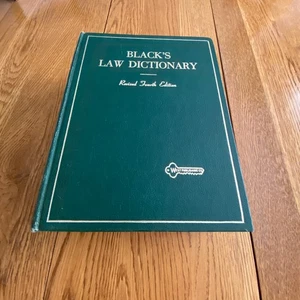 BLACK'S
LAW DICTIONARY
Revised Fourth Edition